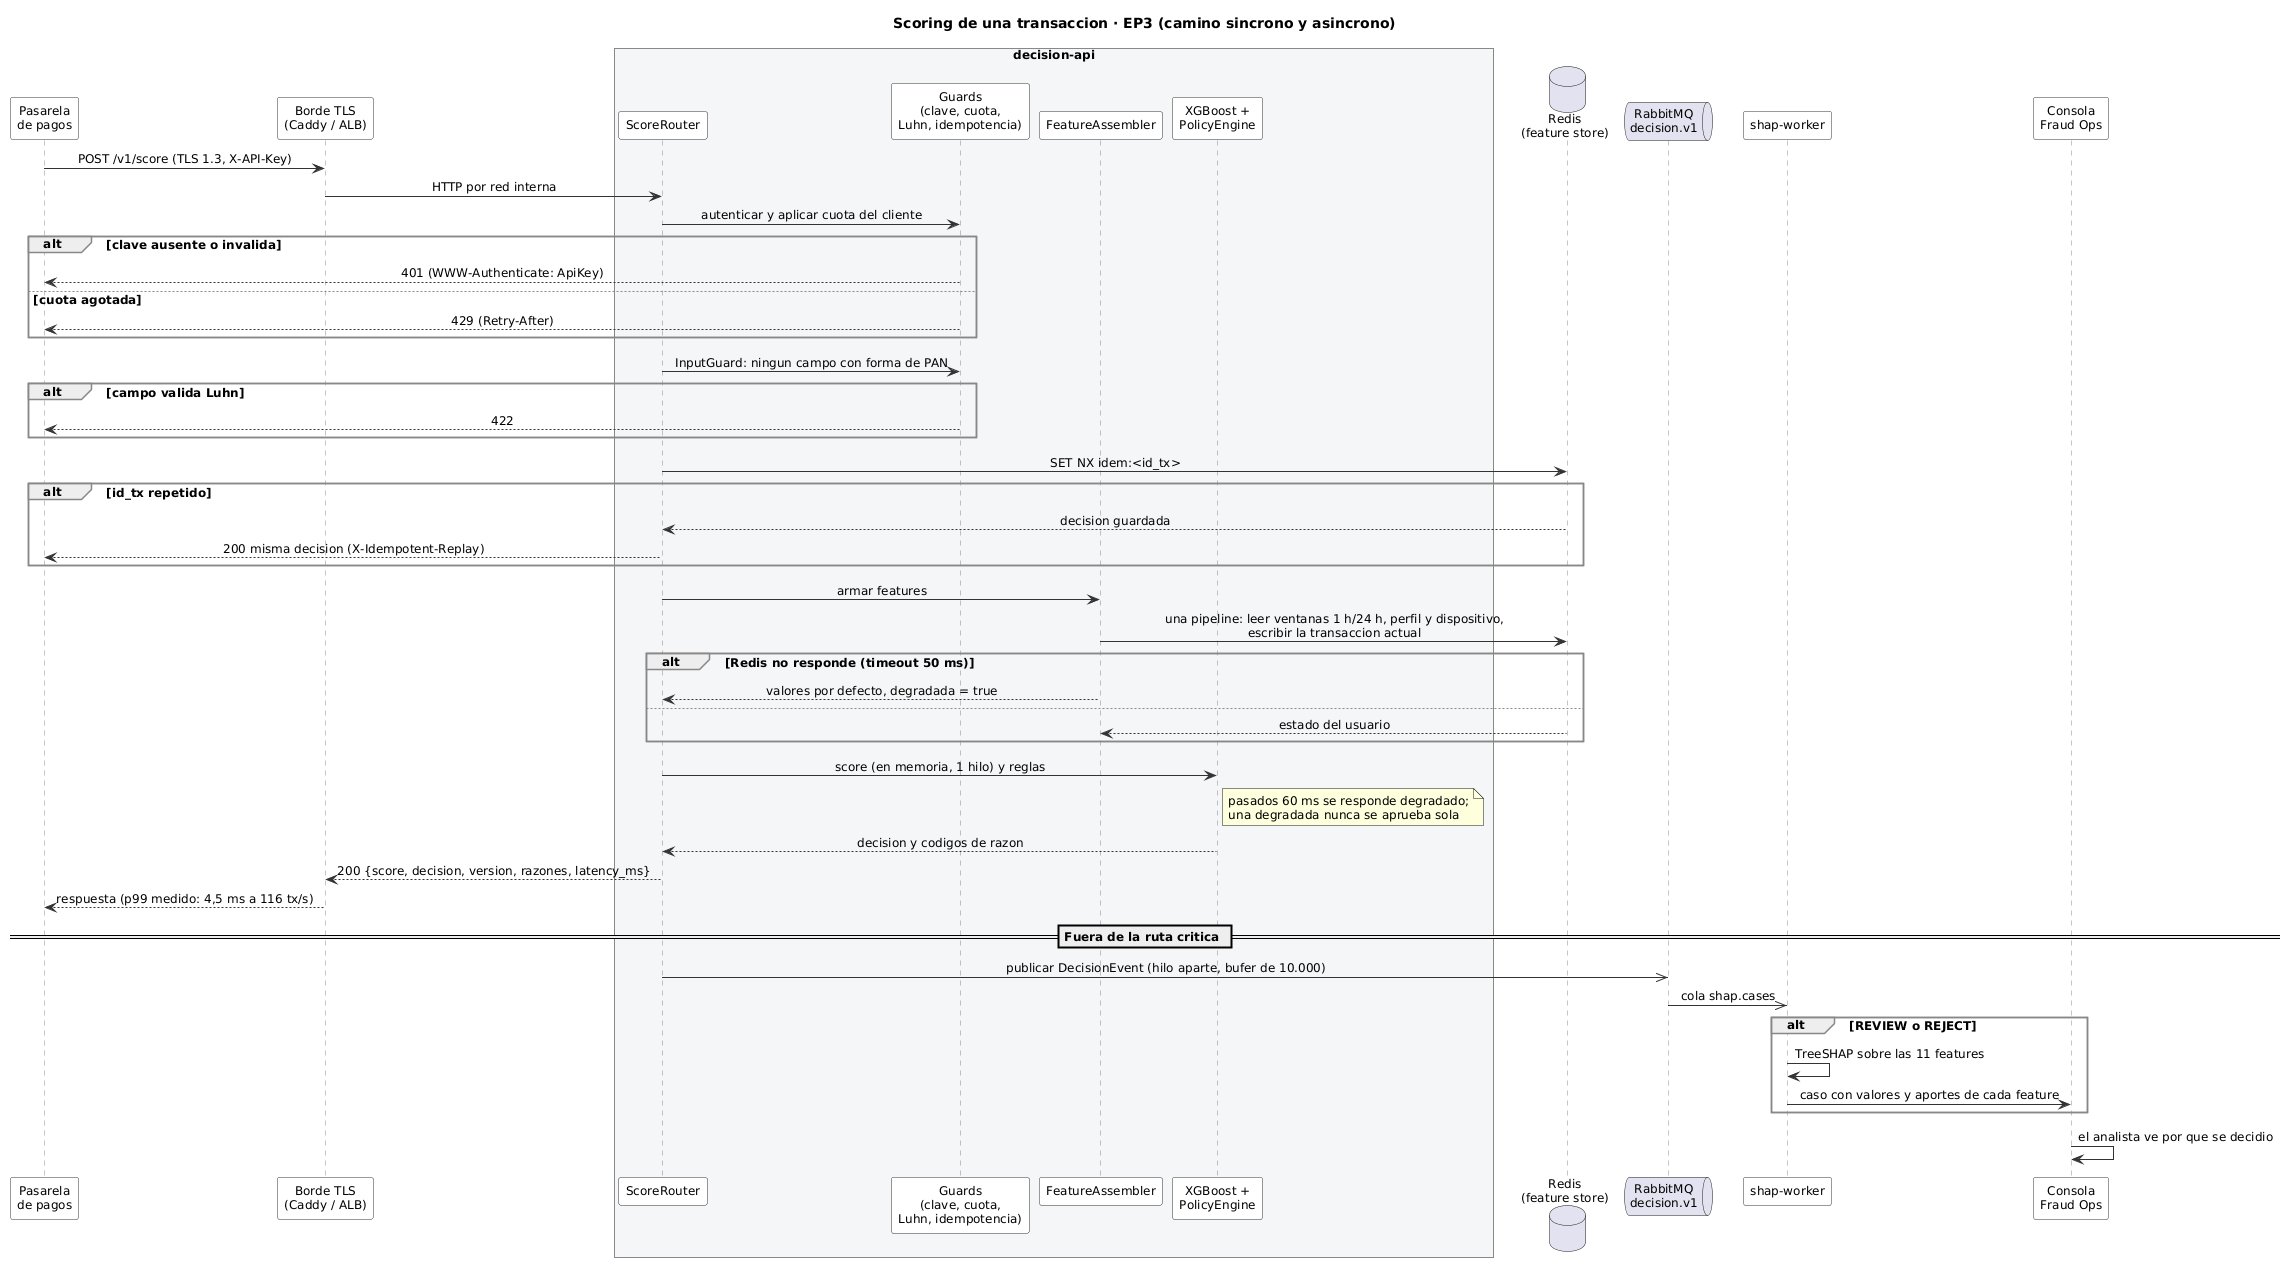 Scoring de una transaccion · EP3 (camino sincrono y asincrono)
decision-api
Pasarela
de pagos
Borde TLS
(Caddy / ALB)
ScoreRouter
Guards
(clave, cuota,
Luhn, idempotencia)
FeatureAssembler
XGBoost +
PolicyEngine
Redis
(feature store)
RabbitMQ
decision.v1
shap-worker
Consola
Fraud Ops
POST /v1/score (TLS 1.3, X-API-Key)
HTTP por red interna
autenticar y aplicar cuota del cliente
alt [clave ausente o invalida]
401 (WWW-Authenticate: ApiKey)
[cuota agotada]
429 (Retry-After)
InputGuard: ningun campo con forma de PAN
alt [campo valida Luhn]
422
SET NX idem:<id_tx>
alt [id_tx repetido]
decision guardada
200 misma decision (X-Idempotent-Replay)
armar features
una pipeline: leer ventanas 1 h/24 h, perfil y dispositivo,
escribir la transaccion actual
alt [Redis no responde (timeout 50 ms)]
valores por defecto, degradada = true
estado del usuario
score (en memoria, 1 hilo) y reglas
pasados 60 ms se responde degradado;
una degradada nunca se aprueba sola
decision y codigos de razon
200 {score, decision, version, razones, latency_ms}
respuesta (p99 medido: 4,5 ms a 116 tx/s)
Fuera de la ruta critica
publicar DecisionEvent (hilo aparte, bufer de 10.000)
cola shap.cases
alt [REVIEW o REJECT]
TreeSHAP sobre las 11 features
caso con valores y aportes de cada feature
el analista ve por que se decidio
Pasarela
de pagos
Borde TLS
(Caddy / ALB)
ScoreRouter
Guards
(clave, cuota,
Luhn, idempotencia)
FeatureAssembler
XGBoost +
PolicyEngine
Redis
(feature store)
RabbitMQ
decision.v1
shap-worker
Consola
Fraud Ops